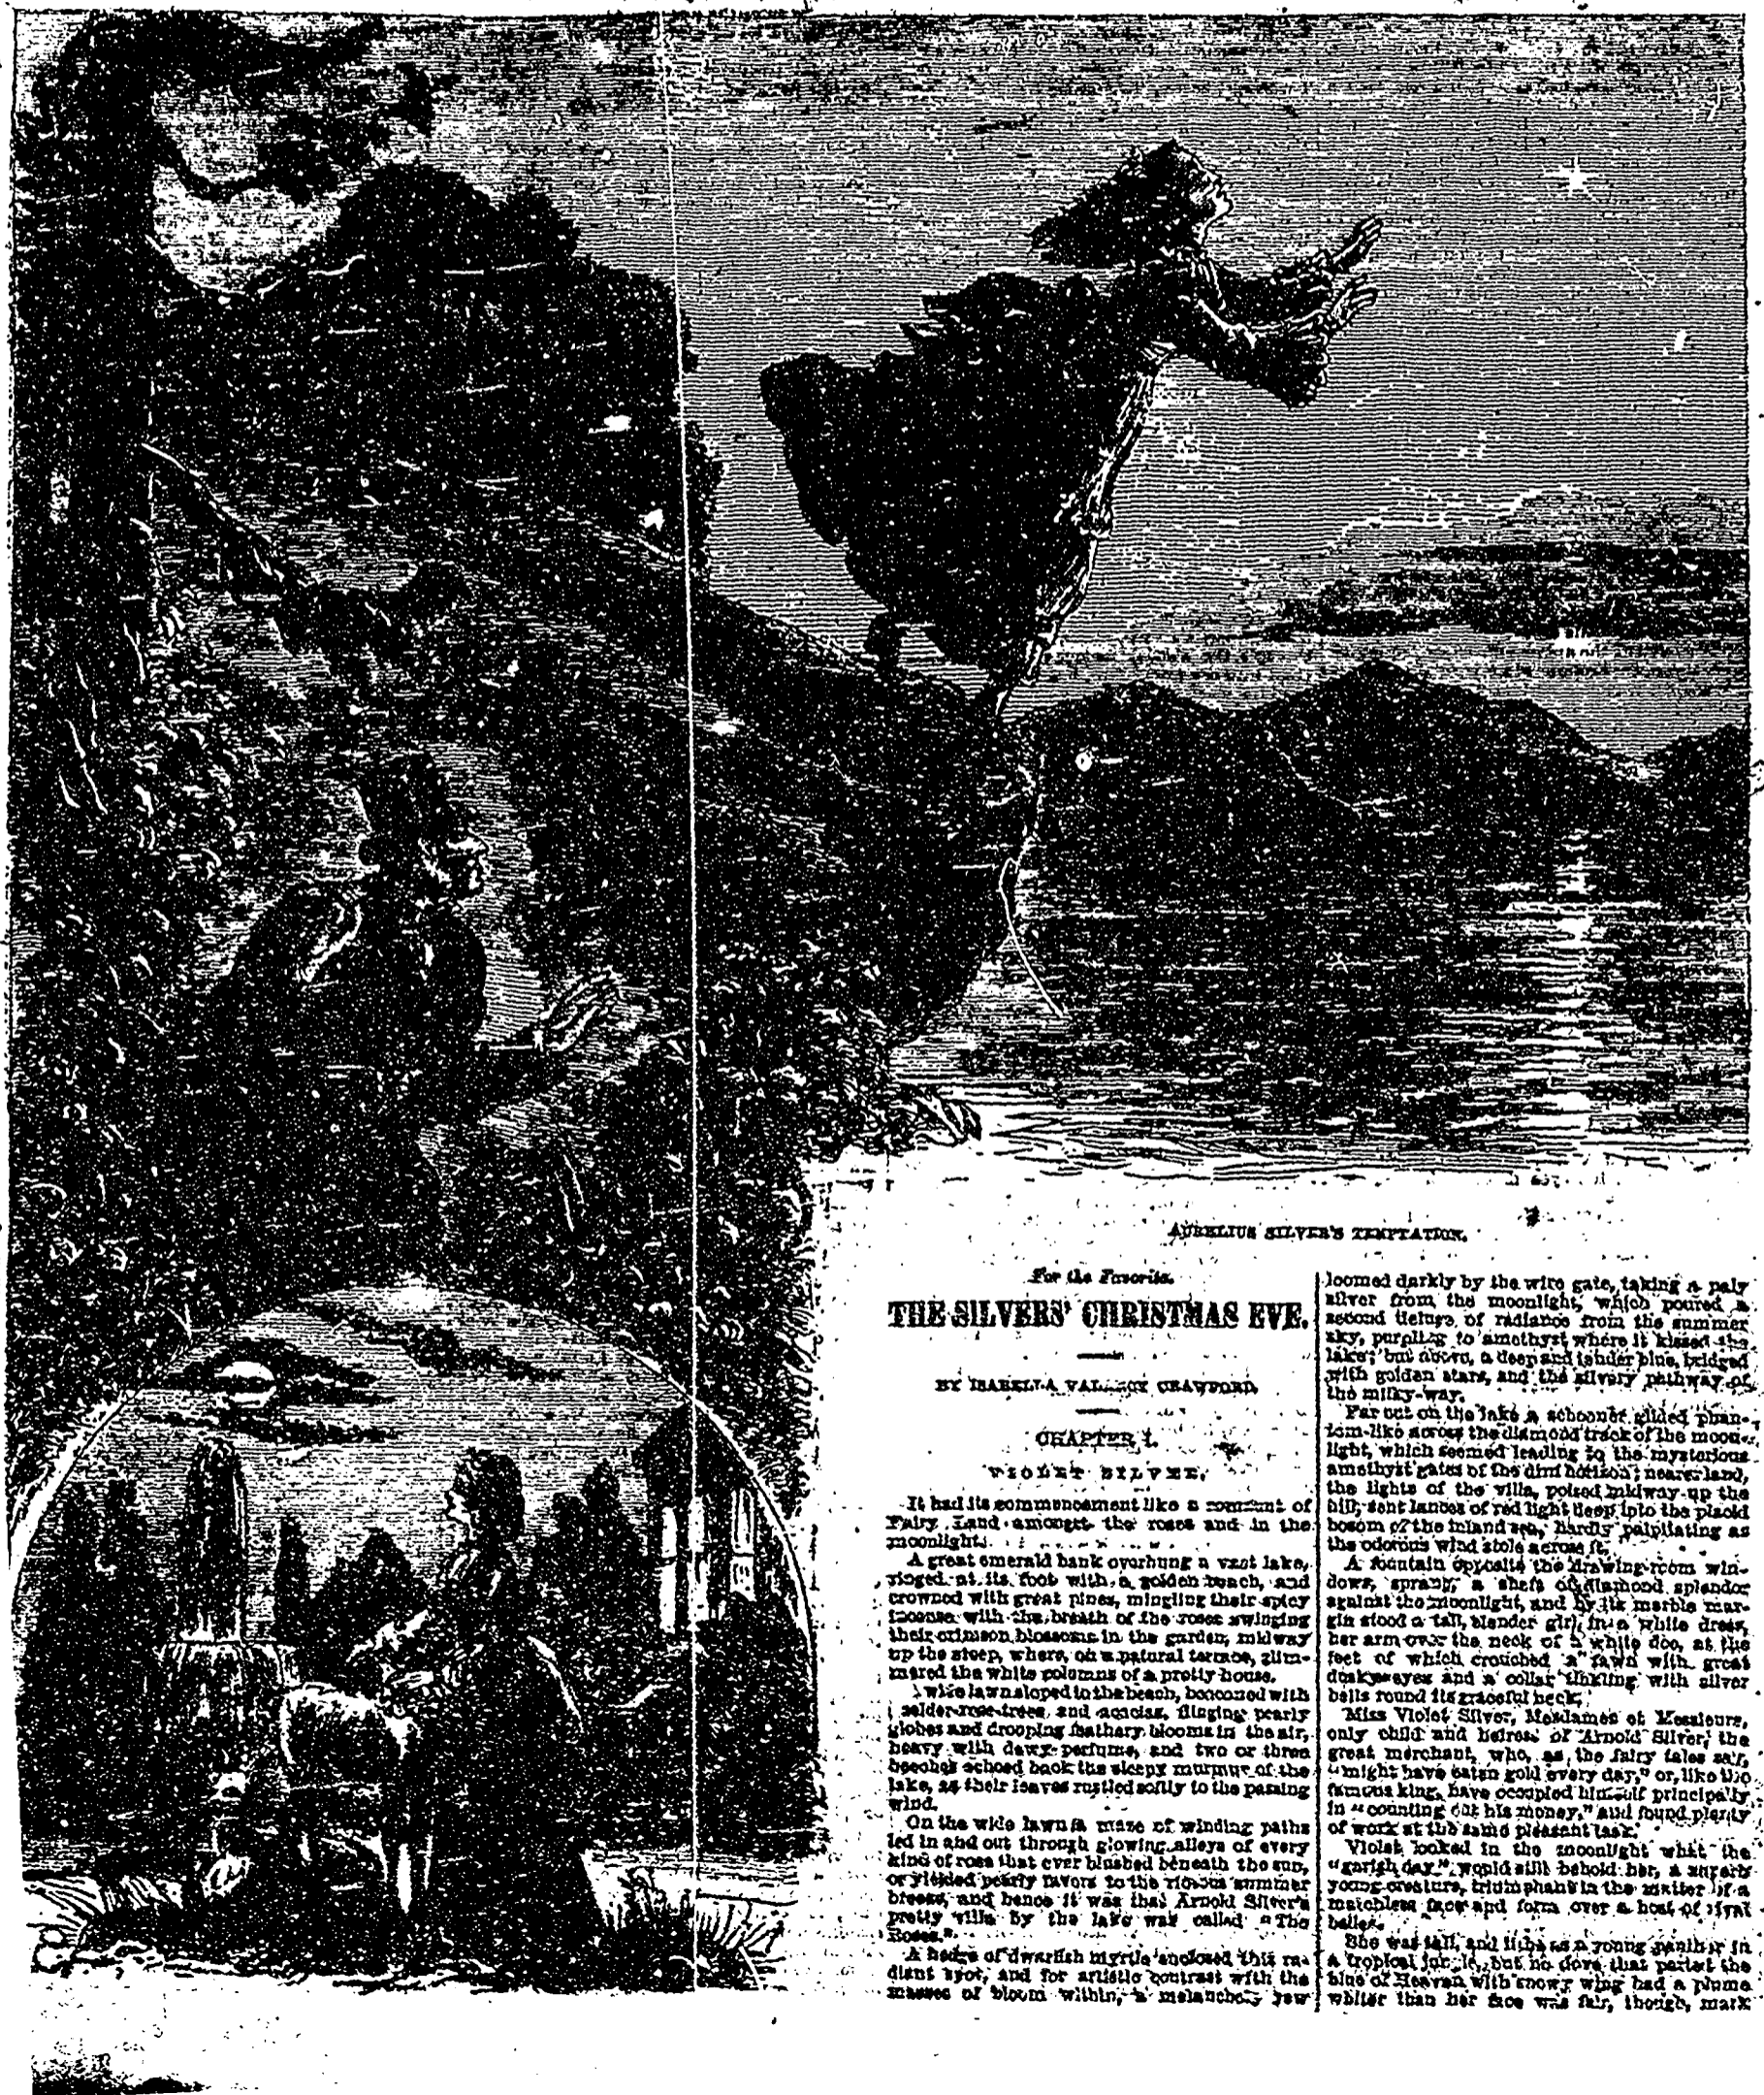 AURELIUS SILVER'S TEMPTATION.
For the Favorite.
THE SILVERS' CHRISTMAS EVE.
BY ISABELLA CRAWFORD.
CHAPTER I.
VIOLET SILVER.
It had its commencement like a of
Fairy Land amongst the roses and in the
moonlight.
A great emerald bank overhung a vast lake,
ringed at its foot with a golden beach, and
crowned with great pines, mingling their spicy
incense with the breath of the roses swinging
their crimson blossoms in the garden, midway
up the steep, where, on a natural terrace, glim-
mered the white columns of a pretty house.
A wide lawn sloped to the beach, with
and acacias, flinging pearly
globes and drooping feathery blooms in the air,
heavy with dewy perfume, and two or three
beeches echoed back the sleepy murmur of the
lake, as their leaves rustled softly to the passing
wind.
On the wide lawn a maze of winding paths
led in and out through glowing alleys of every
kind of rose that ever blushed beneath the sun,
or yielded pearly favors to the riotous summer
breeze, and hence it was that Arnold Silver's
pretty villa by the lake was called "The
Roses."
A hedge of dwarfish myrtle enclosed this ra-
diant spot, and for artistic contrast with the
masses of bloom within, a melancholy yew
loomed darkly by the wire gate, taking a paly
silver from the moonlight, which poured a
second deluge of radiance from the summer
sky, purpling to amethyst where it kissed the
lake; but above, a deep and tender blue, bridged
with golden stars, and the silvery pathway of
the milky-way.
Far out on the lake a schooner glided phan-
tom-like across the diamond track of the moon-
light, which seemed leading to the mysterious
amethyst gates of the dim horizon; nearer land,
the lights of the villa, poised midway up the
hill, sent lances of red light deep into the placid
bosom of the inland sea, hardly palpitating as
the odorous wind stole across it.
A fountain opposite the drawing-room win-
dows, sprang, a shaft of diamond splendor
against the moonlight, and by its marble mar-
gin stood a tall, slender girl, in a white dress,
her arm over the neck of a white doe, at the
feet of which crouched a fawn with great
dusky eyes and a collar tinkling with silver
bells round its graceful neck.
Miss Violet Silver, Mesdames et Messieurs,
only child and heiress of Arnold Silver, the
great merchant, who, as the fairy tales say,
"might have eaten gold every day," or, like the
famous king, have occupied himself principally
in "counting out his money," and found plenty
of work at the same pleasant task.
Violet looked in the moonlight what the
"garish day" would still behold her, a superb
young creature, triumphant in the matter of a
matchless face and form over a host of rival
belles.
She was tall, and lithe as a young panther in
a tropical jungle, but no dove that parted the
blue of Heaven with snowy wing had a plume
whiter than her face was fair, though, mark